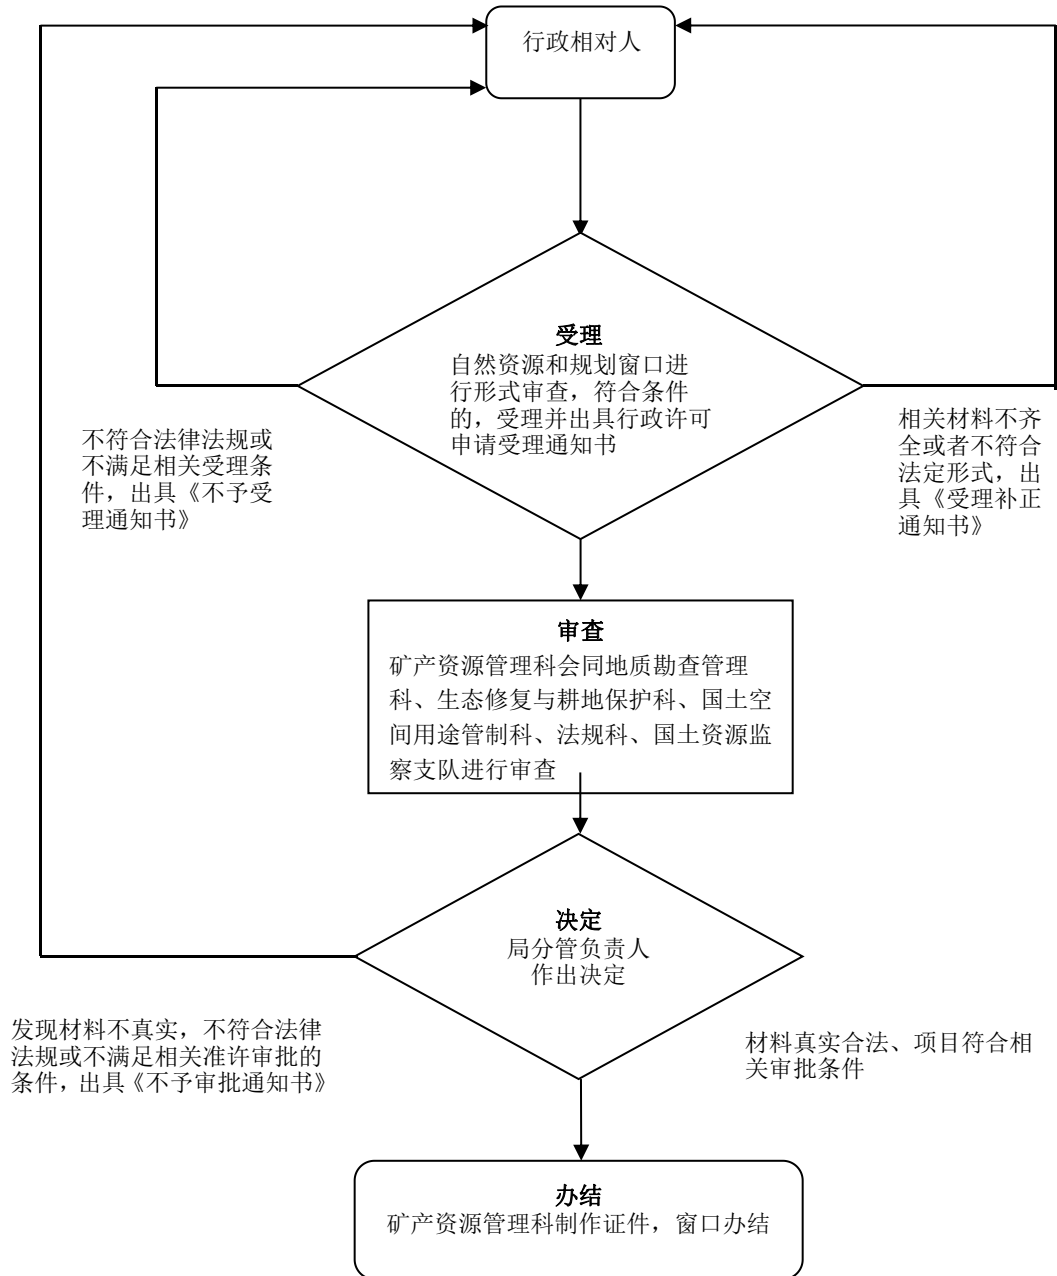 行政相对人
受理
自然资源和规划窗口进
行形式审查，符合条件
的，受理并出具行政许可
申请受理通知书
不符合法律法规或
不满足相关受理条
件，出具《不予受
理通知书》
相关材料不齐
全或者不符合
法定形式，出
具《受理补正
通知书》
审查
矿产资源管理科会同地质勘查管理
科、生态修复与耕地保护科、国土空
间用途管制科、法规科、国土资源监
察支队进行审查
决定
局分管负责人
作出决定
发现材料不真实，不符合法律
法规或不满足相关准许审批的
条件，出具《不予审批通知书》
材料真实合法、项目符合相
关审批条件
办结
矿产资源管理科制作证件，窗口办结